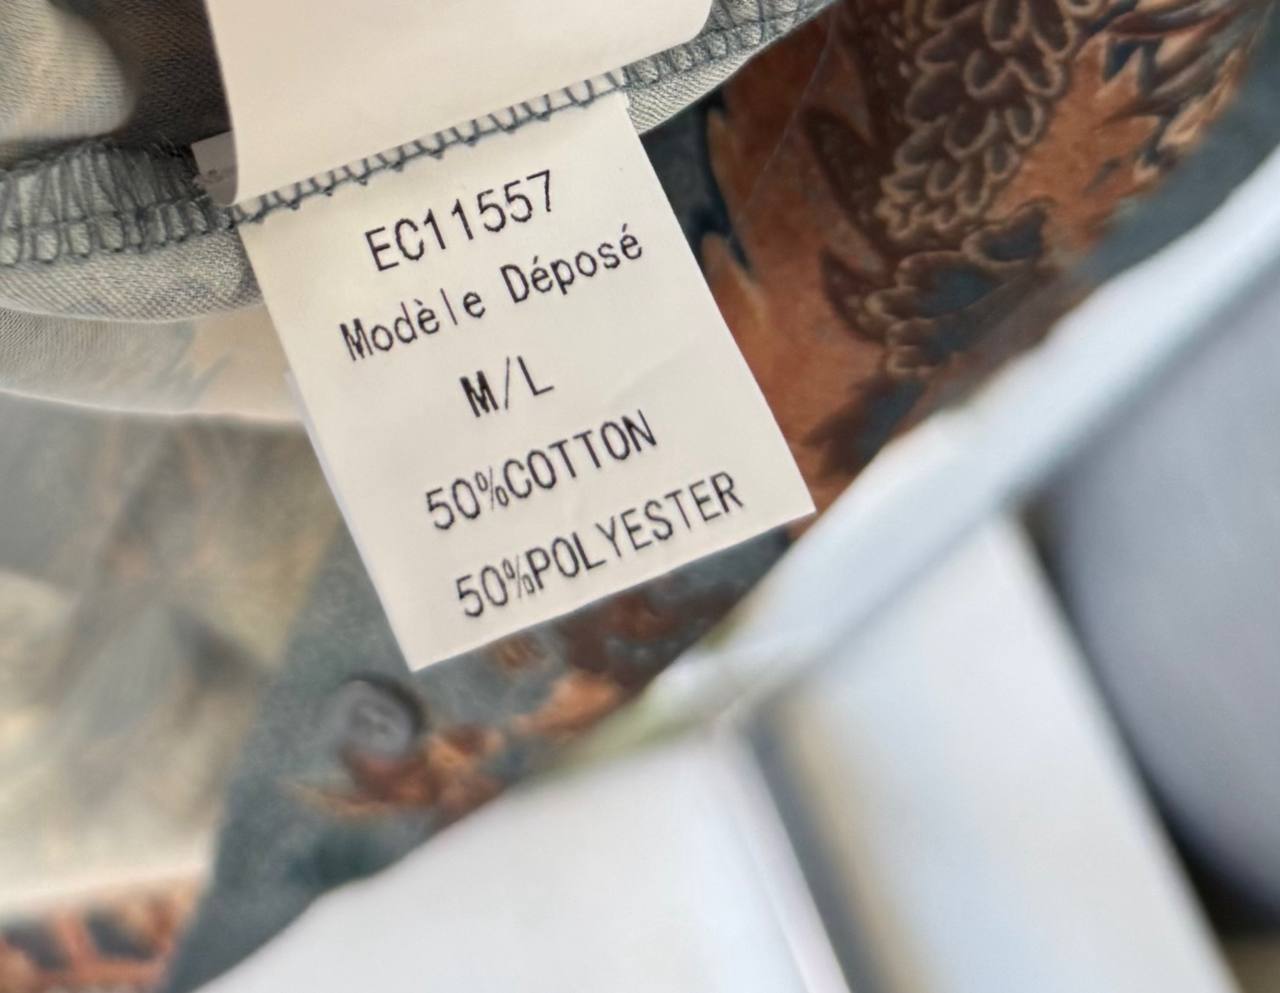 EC11557
Modèle Déposé
M/L
50%COTTON
50%POLYESTER